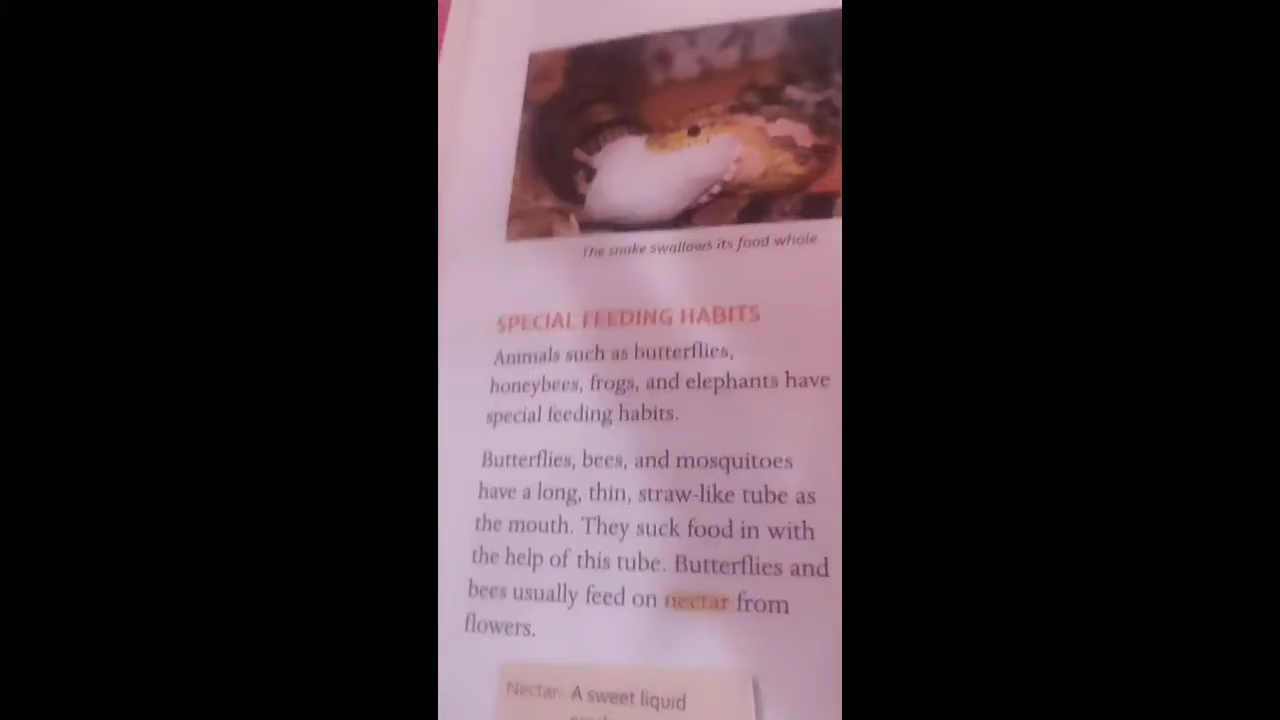 The snake swallows its food whole.
SPECIAL FEEDING HABITS
Animals such as butterflies,
honeybees, frogs, and elephants have
special feeding habits.
Butterflies, bees, and mosquitoes
have a long, thin, straw-like tube as
the mouth. They suck food in with
the help of this tube. Butterflies and
bees usually feed on nectar from
flowers.
Nectar- A sweet liquid